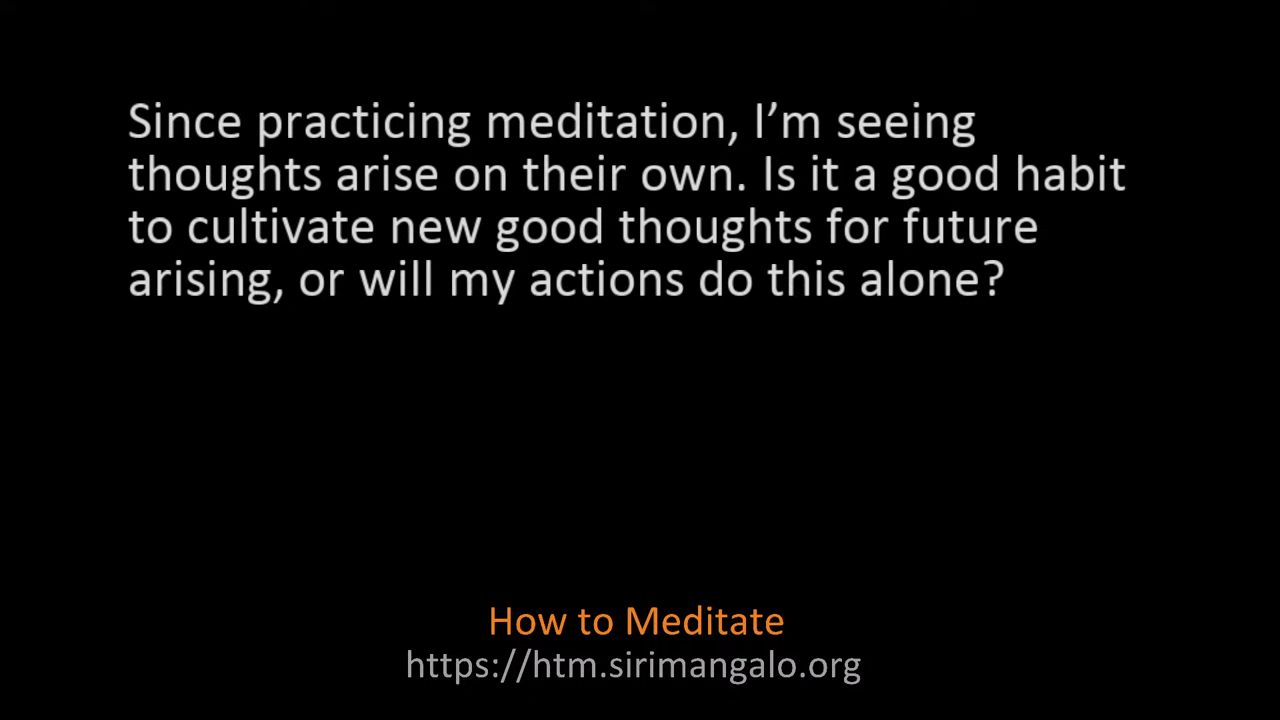 Since practicing meditation, I’m seeing
thoughts arise on their own. Is it a good habit
to cultivate new good thoughts for future
arising, or will my actions do this alone?
How to Meditate
https://htm.sirimangalo.org